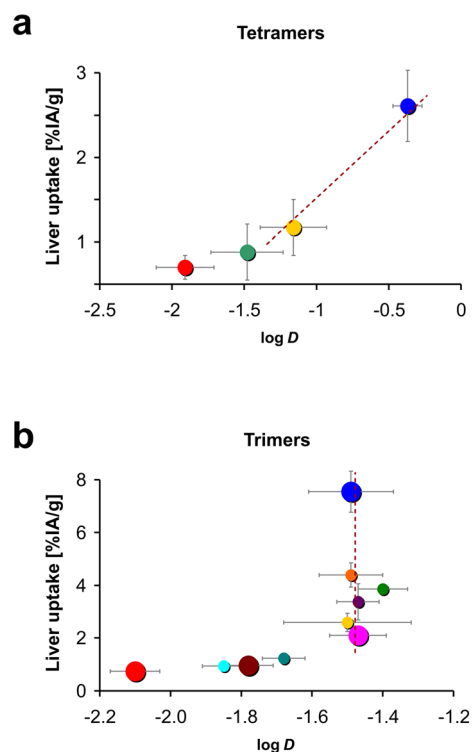 a
Tetramers
Liver uptake [%IA/g]
3
2
1
-2.5 -2 -1.5 -1 -0.5 0
log D
b
Trimers
Liver uptake [%IA/g]
8
6
4
2
0
-2.2 -2.0 -1.8 -1.6 -1.4 -1.2
log D